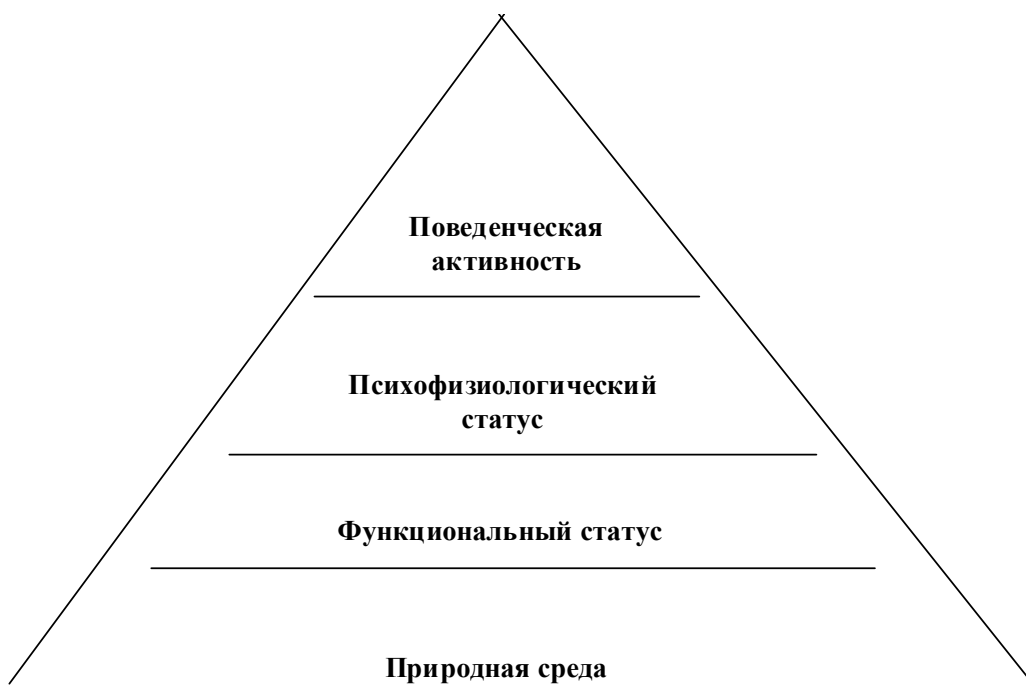 Поведенческая
активность
Психофизиологический
статус
Функциональный статус
Природная среда